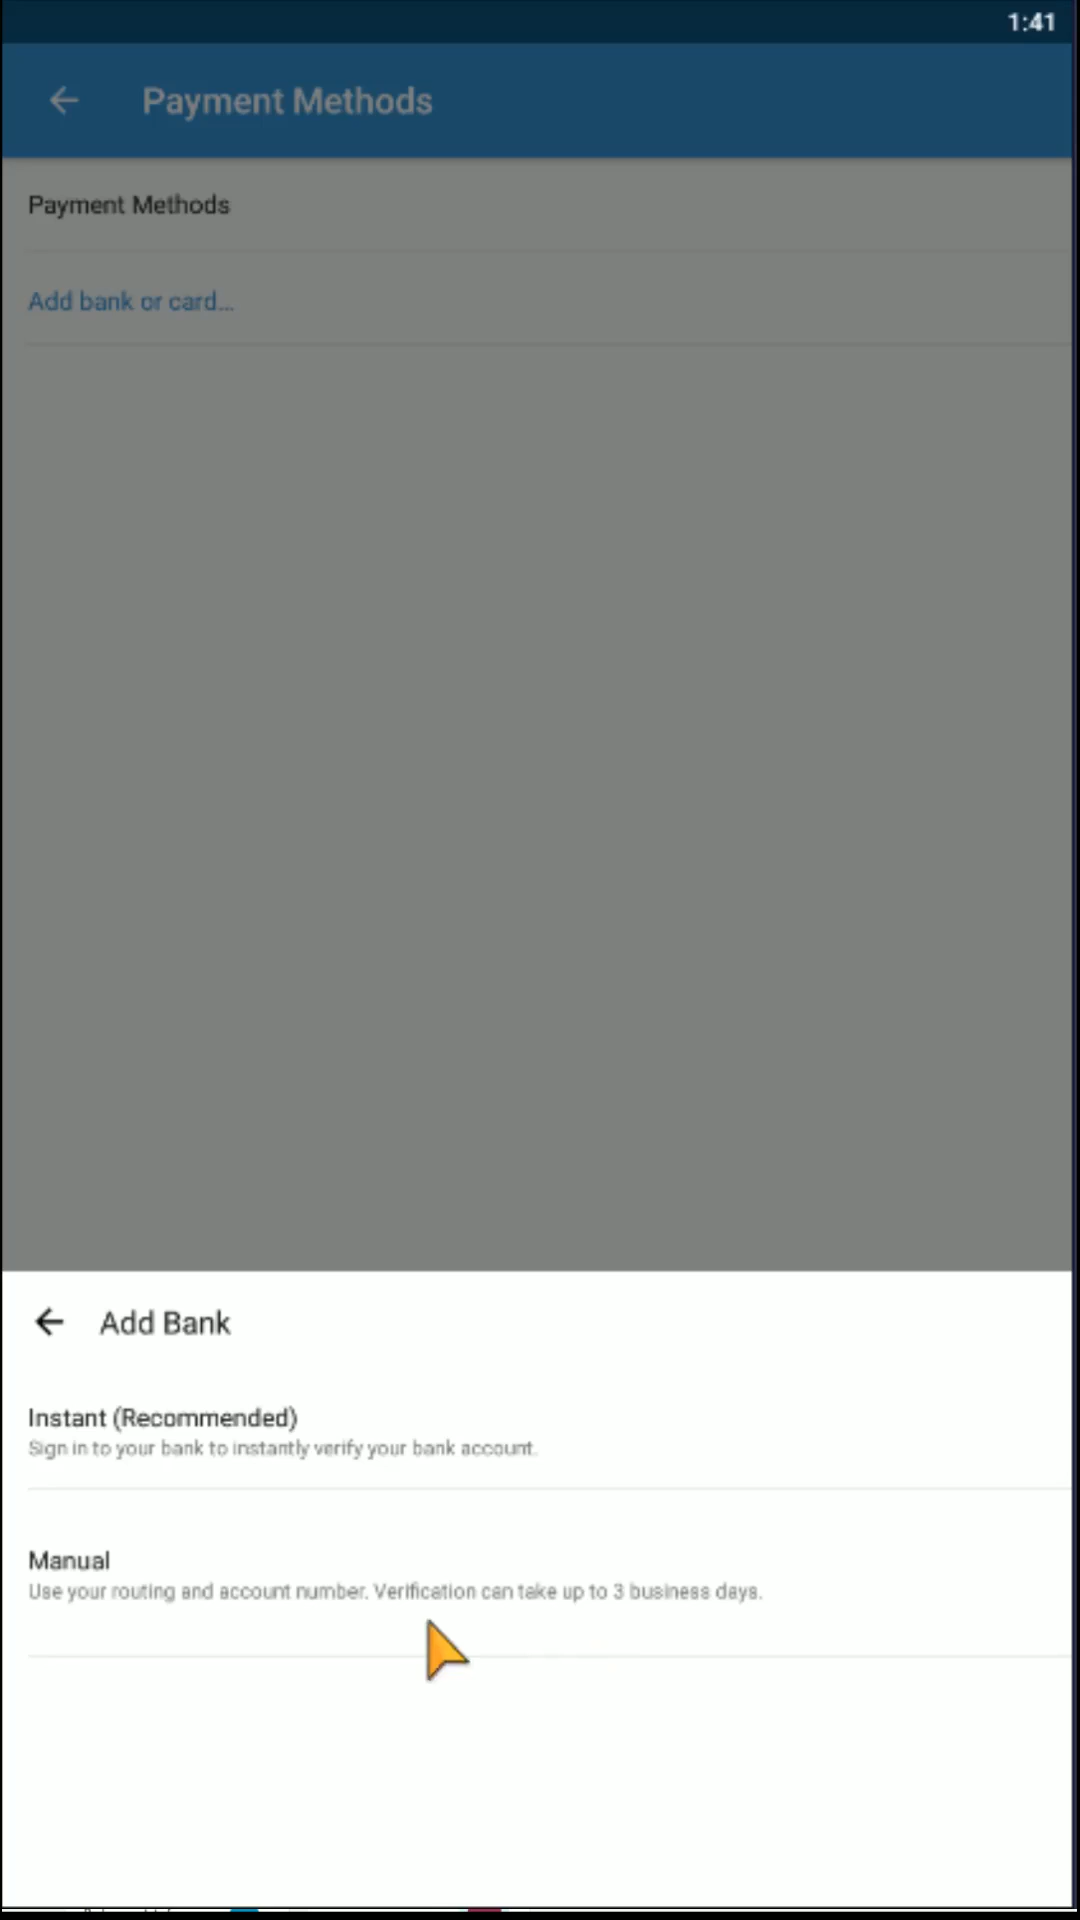 1:41
Payment Methods
Payment Methods
Add bank or card...
Add Bank
Instant (Recommended)
Sign in to your bank to instantly verify your bank account.
Manual
Use your routing and account number. Verification can take up to 3 business days.